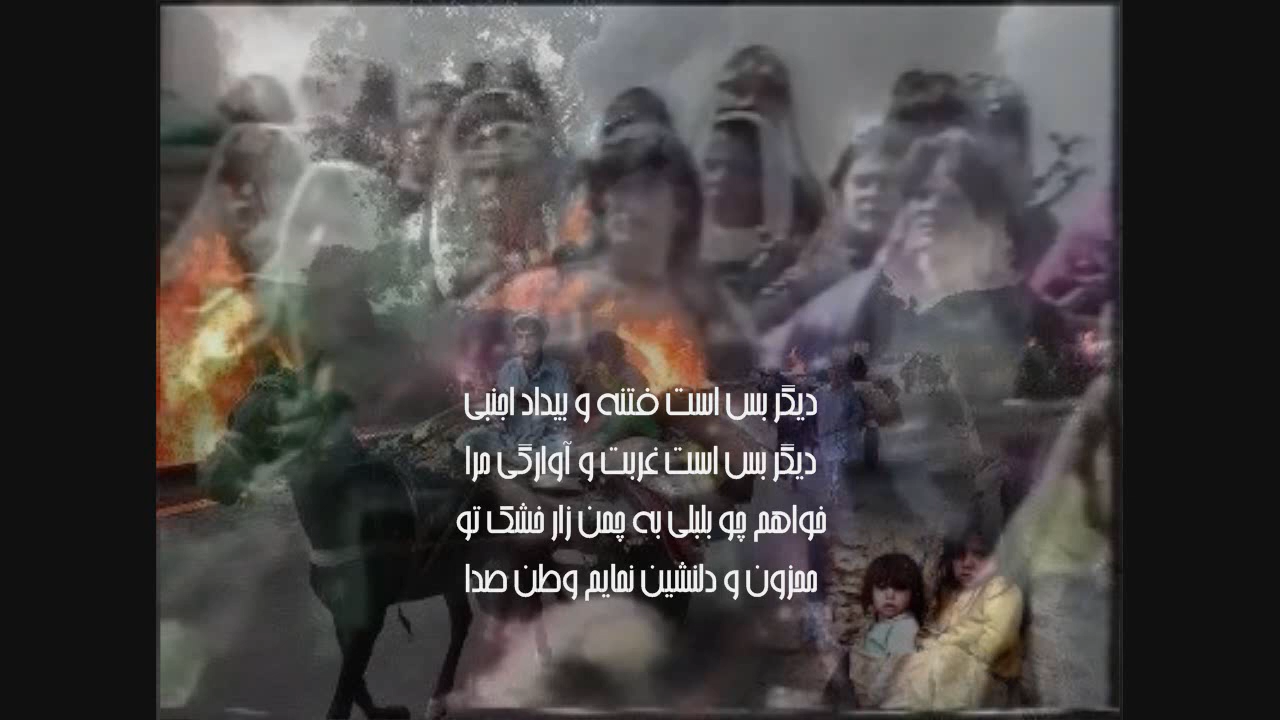 دیگر بس است فتنه و بیداد اجنبی
دیگر بس است غربت و آوارگی مرا
خواهم چو بلبلی به چمن زار خشک تو
محزون و دلنشین نمایم وطن صدا